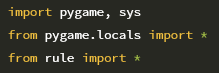 import pygame, sys
from pygame.locals import *
from rule import *